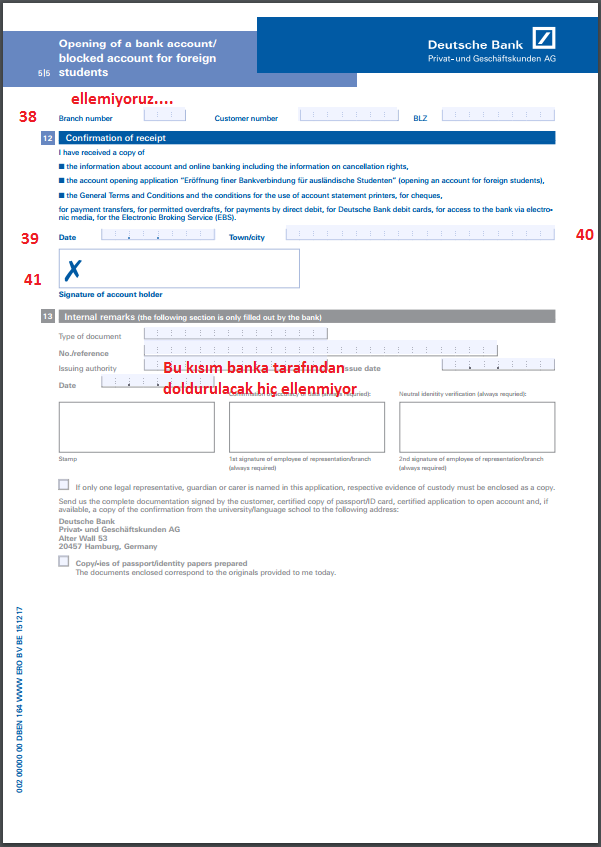 Opening of a bank account/
blocked account for foreign
5|5 students
Deutsche Bank
Privat- und Geschäftskunden AG
ellemiyoruz....
38 Branch number Customer number BLZ
12 Confirmation of receipt
I have received a copy of
■ the information about account and online banking including the information on cancellation rights,
■ the account opening application "Eröffnung finer Bankverbindung für ausländische Studenten" (opening an account for foreign students),
■ the General Terms and Conditions and the conditions for the use of account statement printers, for cheques,
for payment transfers, for permitted overdrafts, for payments by direct debit, for Deutsche Bank debit cards, for access to the bank via electro-
nic media, for the Electronic Broking Service (EBS).
39 Date Town/city 40
41 ✗
Signature of account holder
13 Internal remarks (the following section is only filled out by the bank)
Type of document
No./reference
Issuing authority Issue date
Bu kısım banka tarafından
Date
doldurulacak hiç ellenmiyor
Confirmation of accuracy of data (always requried): Neutral idenitity verification (always requried):
Stamp 1st signature of employee of representation/branch 2nd signature of employee of representation/branch
(always required) (always required)
If only one legal representative, guardian or carer is named in this application, respective evidence of custody must be enclosed as a copy.
Send us the complete documentation signed by the customer, certified copy of passport/ID card, certified application to open account and, if
available, a copy of the confirmation from the university/language school to the following address:
Deutsche Bank
Privat- und Geschäftskunden AG
Alter Wall 53
20457 Hamburg, Germany
Copy/-ies of passport/identity papers prepared
The documents enclosed correspond to the originals provided to me today.
002 00000 00 DBEN 164 WWW ERO BV BE 151217